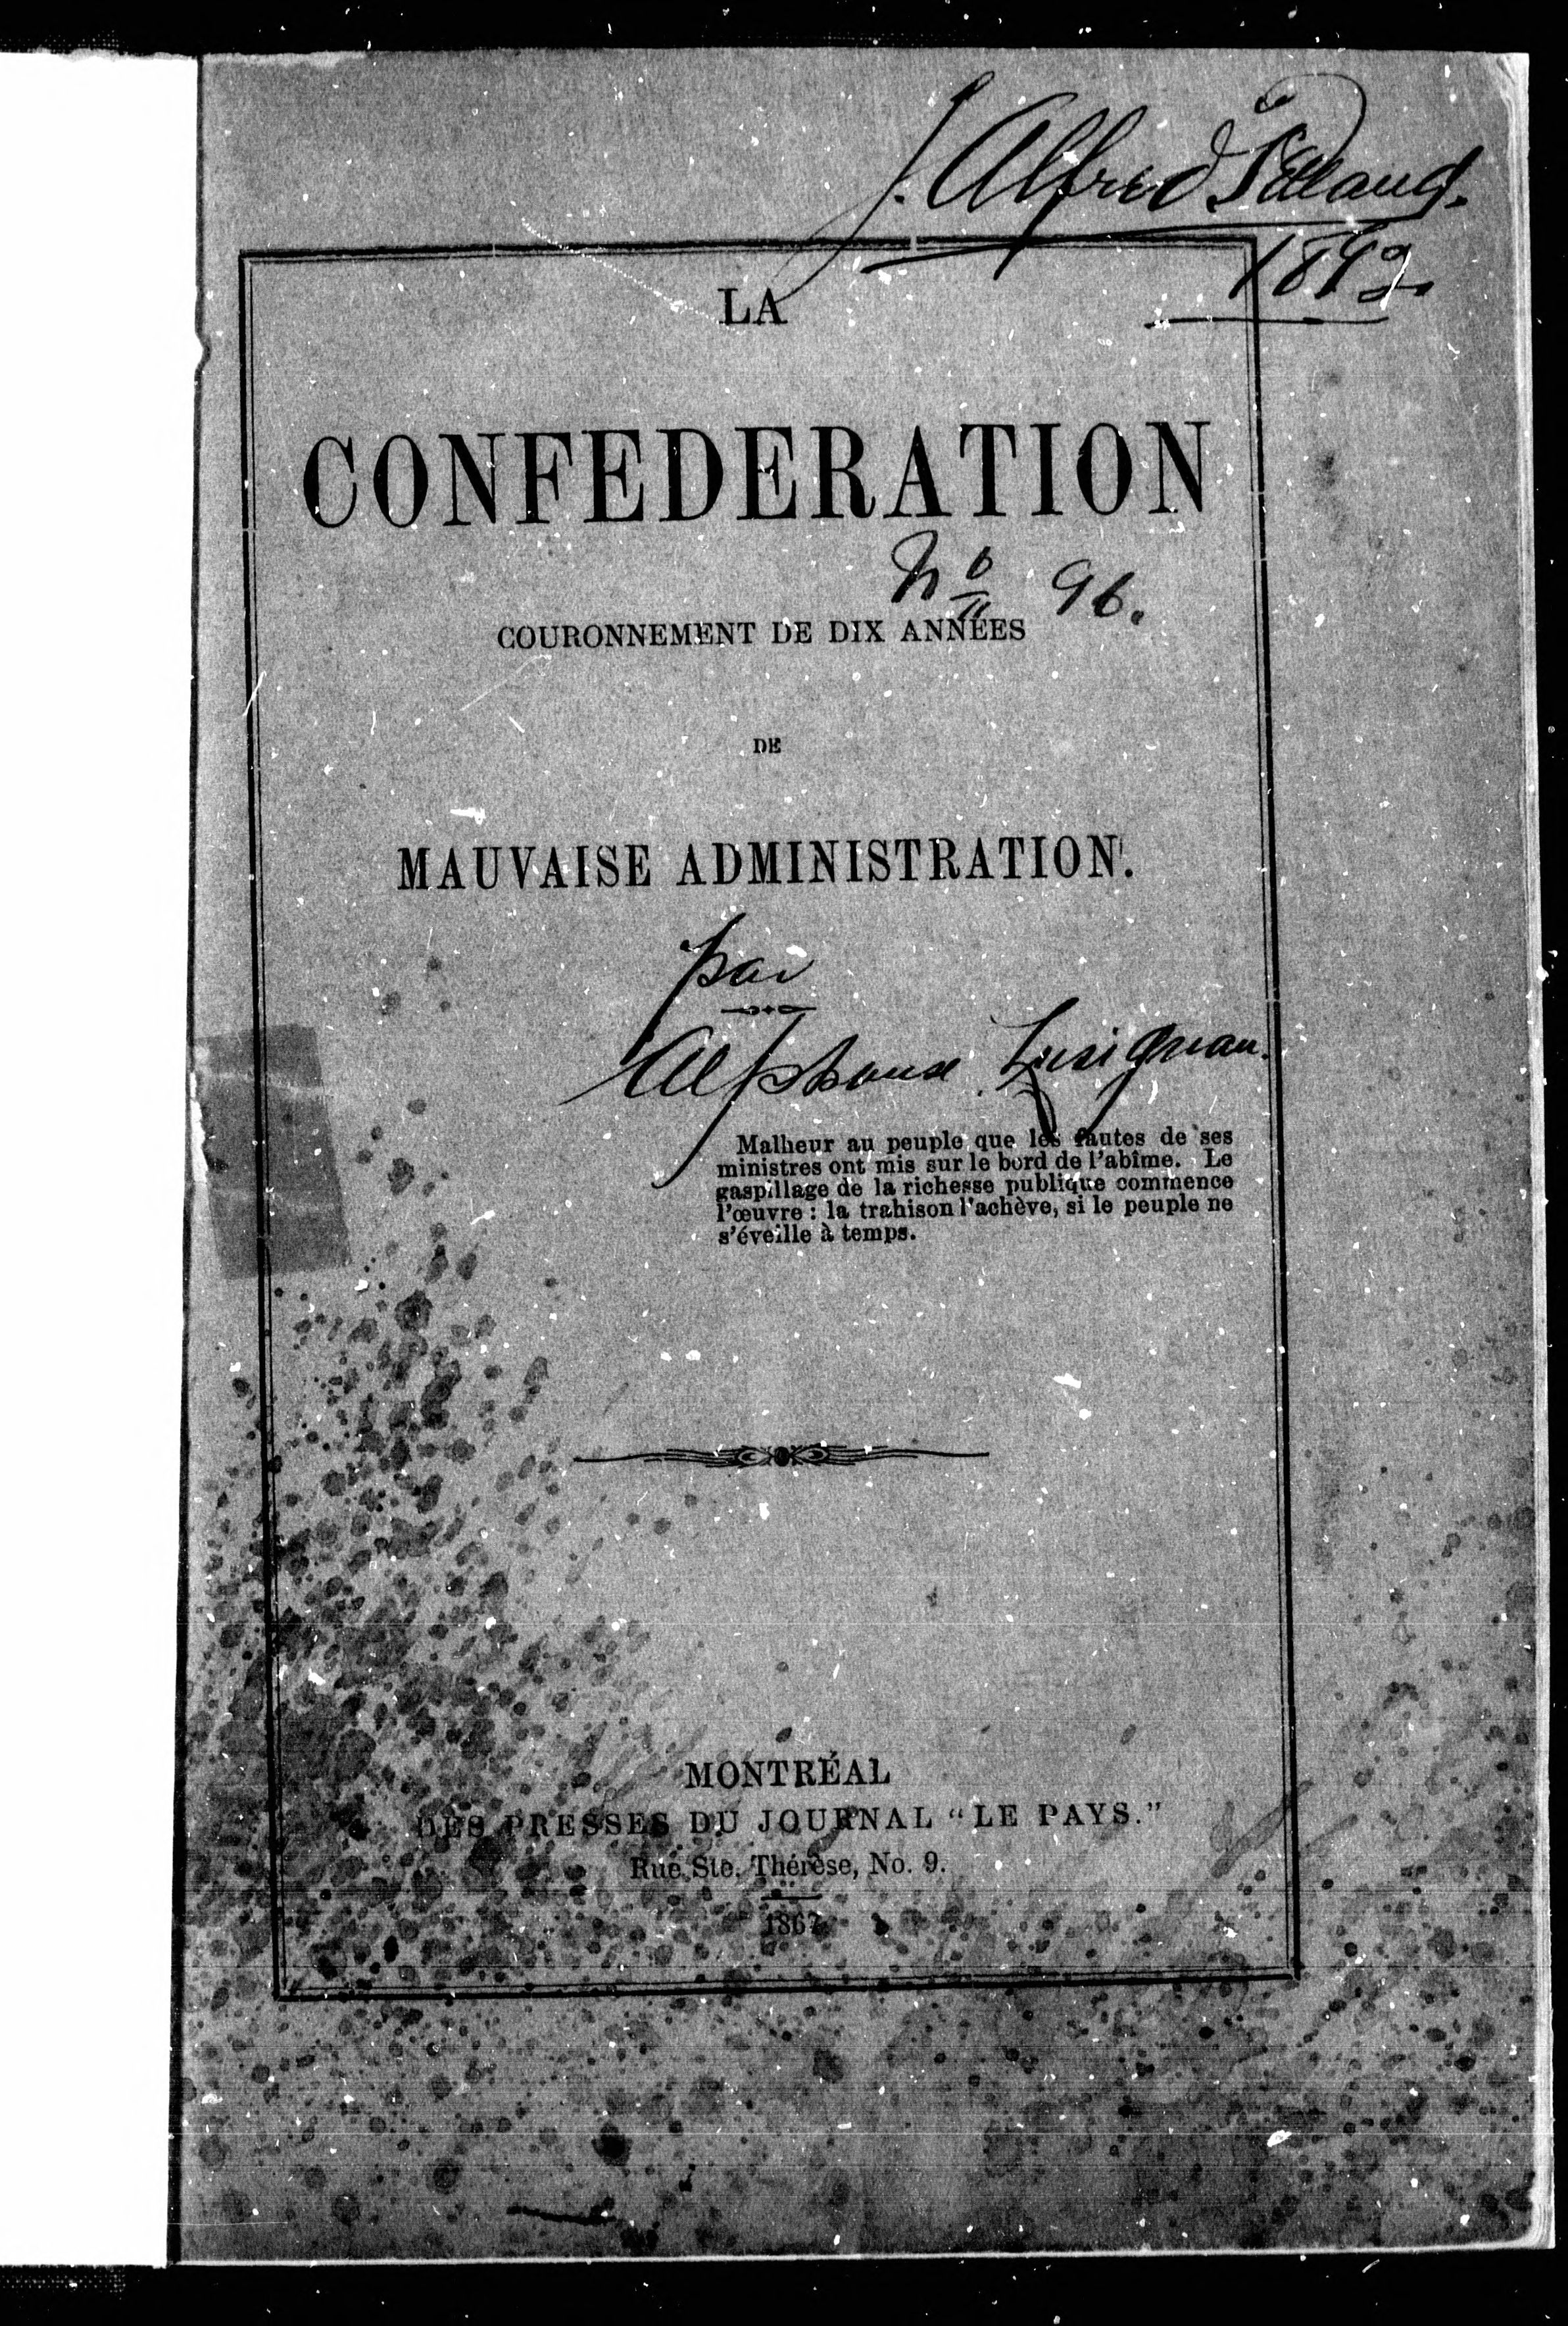 J. Alfred
LA
CONFEDERATION
No 96.
COURONNEMENT DE DIX ANNÉES
DE
MAUVAISE ADMINISTRATION.
par
Alphonse Lusignan.
Malheur au peuple que les fautes de ses
ministres ont mis sur le bord de l'abîme. Le
gaspillage de la richesse publique commence
l'œuvre : la trahison l'achève, si le peuple ne
s'éveille à temps.
MONTRÉAL
DES PRESSES DU JOURNAL "LE PAYS."
Rue Ste. Thérèse, No. 9.
1867